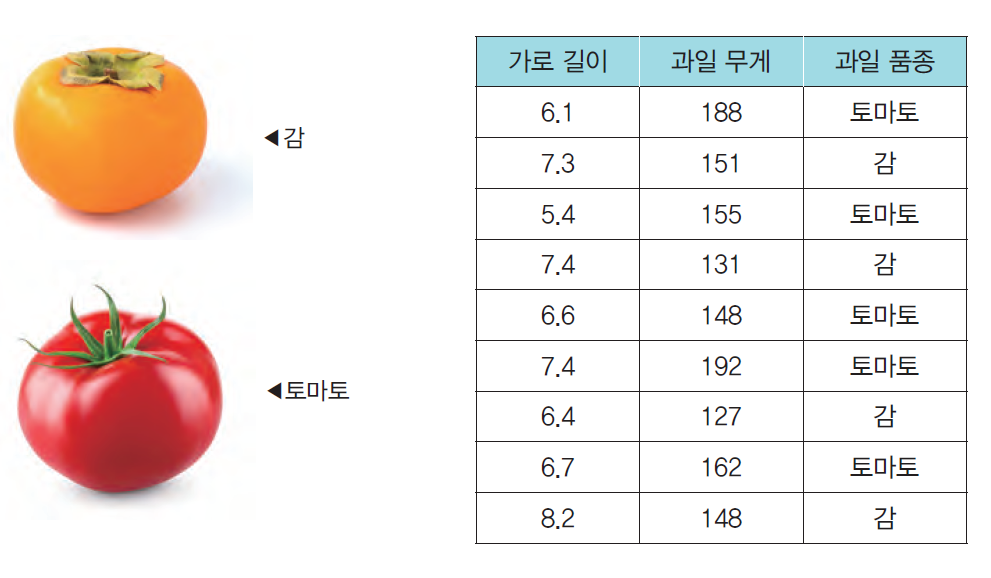 ◀감
◀토마토
가로 길이 과일 무게 과일 품종
6.1 188 토마토
7.3 151 감
5.4 155 토마토
7.4 131 감
6.6 148 토마토
7.4 192 토마토
6.4 127 감
6.7 162 토마토
8.2 148 감